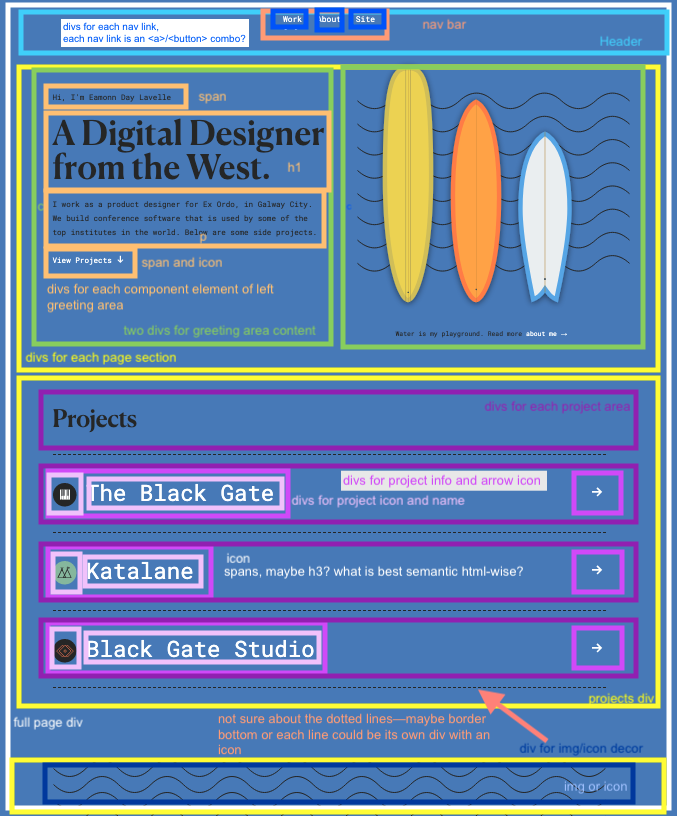 divs for each nav link,
each nav link is an <a>/<button> combo?
Work
About
Site
nav bar
Header
Hi, I'm Eamonn Day Lavelle
span
A Digital Designer
from the West.
h1
I work as a product designer for Ex Ordo, in Galway City.
We build conference software that is used by some of the
top institutes in the world. Below are some side projects.
p
View Projects ↓
span and icon
divs for each component element of left
greeting area
two divs for greeting area content
Water is my playground. Read more about me →
divs for each page section
divs for each project area
Projects
divs for project info and arrow icon
The Black Gate
divs for project icon and name
→
icon
Katalane
spans, maybe h3? what is best semantic html-wise?
→
Black Gate Studio
→
projects div
full page div
not sure about the dotted lines—maybe border
bottom or each line could be its own div with an
icon
div for img/icon decor
img or icon